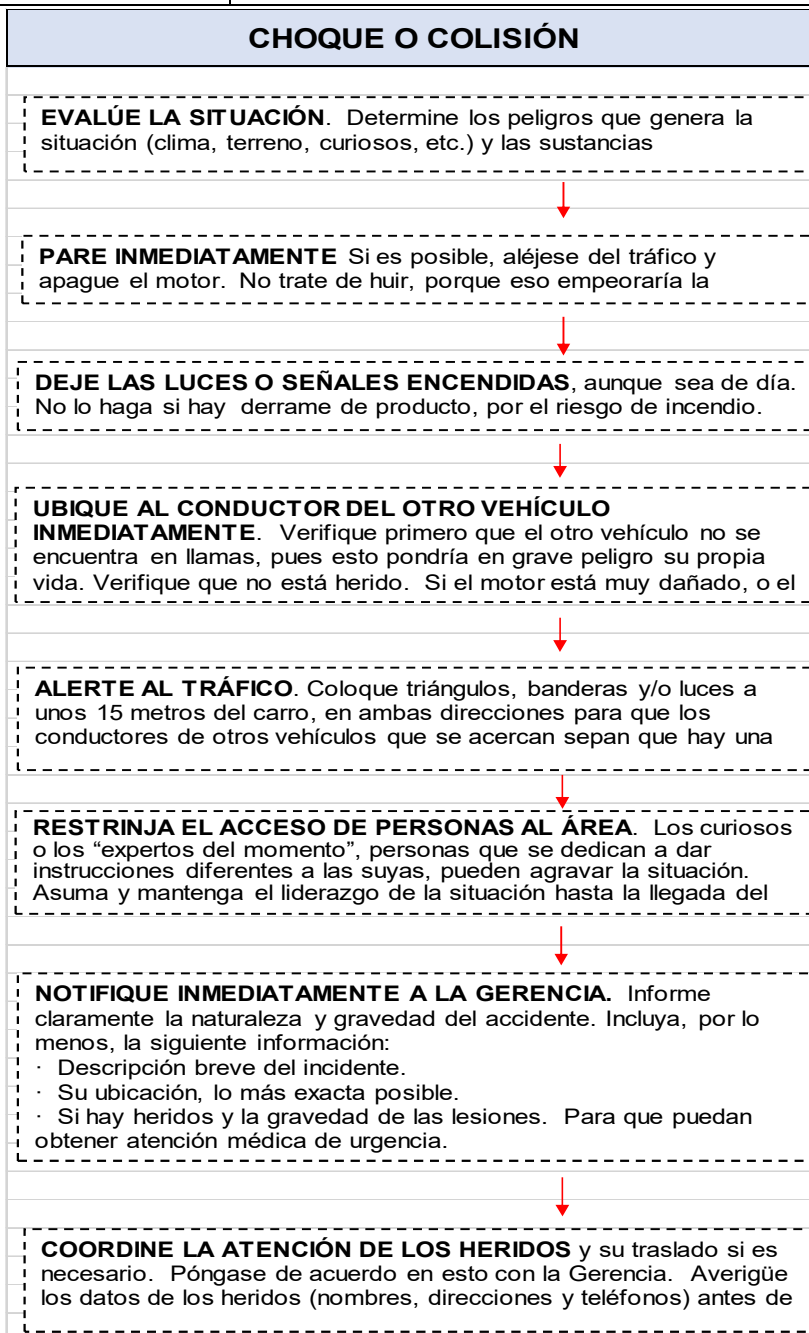 CHOQUE O COLISIÓN
EVALÚE LA SITUACIÓN. Determine los peligros que genera la
situación (clima, terreno, curiosos, etc.) y las sustancias
PARE INMEDIATAMENTE Si es posible, aléjese del tráfico y
apague el motor. No trate de huir, porque eso empeoraría la
DEJE LAS LUCES O SEÑALES ENCENDIDAS, aunque sea de día.
No lo haga si hay derrame de producto, por el riesgo de incendio.
UBIQUE AL CONDUCTOR DEL OTRO VEHÍCULO
INMEDIATAMENTE. Verifique primero que el otro vehículo no se
encuentra en llamas, pues esto pondría en grave peligro su propia
vida. Verifique que no está herido. Si el motor está muy dañado, o el
ALERTE AL TRÁFICO. Coloque triángulos, banderas y/o luces a
unos 15 metros del carro, en ambas direcciones para que los
conductores de otros vehículos que se acercan sepan que hay una
RESTRINJA EL ACCESO DE PERSONAS AL ÁREA. Los curiosos
o los “expertos del momento”, personas que se dedican a dar
instrucciones diferentes a las suyas, pueden agravar la situación.
Asuma y mantenga el liderazgo de la situación hasta la llegada del
NOTIFIQUE INMEDIATAMENTE A LA GERENCIA. Informe
claramente la naturaleza y gravedad del accidente. Incluya, por lo
menos, la siguiente información:
· Descripción breve del incidente.
· Su ubicación, lo más exacta posible.
· Si hay heridos y la gravedad de las lesiones. Para que puedan
obtener atención médica de urgencia.
COORDINE LA ATENCIÓN DE LOS HERIDOS y su traslado si es
necesario. Póngase de acuerdo en esto con la Gerencia. Averigüe
los datos de los heridos (nombres, direcciones y teléfonos) antes de